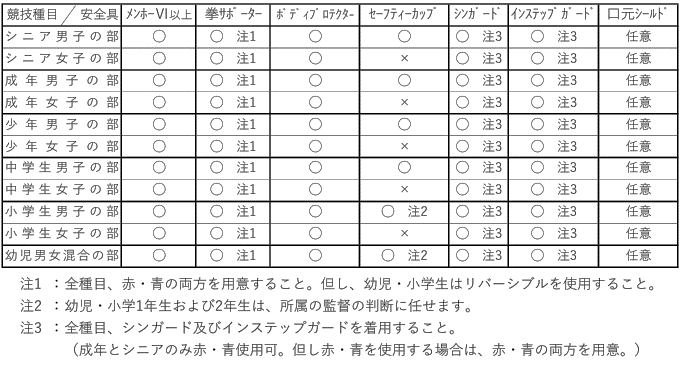 競技種目／安全具 ﾒﾝﾎｰVI以上 拳ｻﾎﾟｰﾀｰ ﾎﾞﾃﾞｨﾌﾟﾛﾃｸﾀｰ ｾｰﾌﾃｨｰｶｯﾌﾟ ｼﾝｶﾞｰﾄﾞ ｲﾝｽﾃｯﾌﾟｶﾞｰﾄﾞ 口元ｼｰﾙﾄﾞ
シニア男子の部 〇 〇 注1 〇 〇 〇 注3 〇 注3 任意
シニア女子の部 〇 〇 注1 〇 × 〇 注3 〇 注3 任意
成年男子の部 〇 〇 注1 〇 〇 〇 注3 〇 注3 任意
成年女子の部 〇 〇 注1 〇 × 〇 注3 〇 注3 任意
少年男子の部 〇 〇 注1 〇 〇 〇 注3 〇 注3 任意
少年女子の部 〇 〇 注1 〇 × 〇 注3 〇 注3 任意
中学生男子の部 〇 〇 注1 〇 〇 〇 注3 〇 注3 任意
中学生女子の部 〇 〇 注1 〇 × 〇 注3 〇 注3 任意
小学生男子の部 〇 〇 注1 〇 〇 注2 〇 注3 〇 注3 任意
小学生女子の部 〇 〇 注1 〇 × 〇 注3 〇 注3 任意
幼児男女混合の部 〇 〇 注1 〇 〇 注2 〇 注3 〇 注3 任意
注1 ：全種目、赤・青の両方を用意すること。但し、幼児・小学生はリバーシブルを使用すること。
注2 ：幼児・小学1年生および2年生は、所属の監督の判断に任せます。
注3 ：全種目、シンガード及びインステップガードを着用すること。
（成年とシニアのみ赤・青使用可。但し赤・青を使用する場合は、赤・青の両方を用意。）